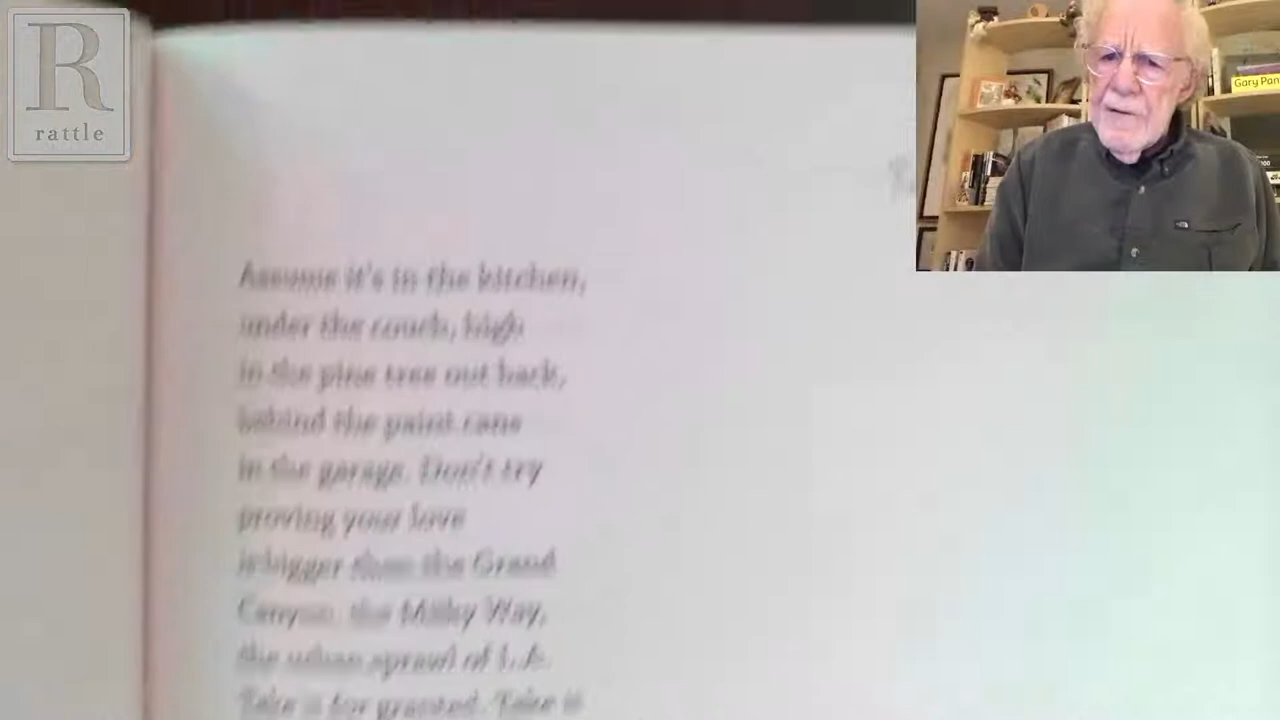 R
rattle
Gary Pan
Assume it's in the kitchen,
under the couch, high
in the pine tree out back,
behind the paint cans
in the garage. Don't try
proving your love
is bigger than the Grand
Canyon, the Milky Way,
the urban sprawl of L.A.
Take it for granted. Take it